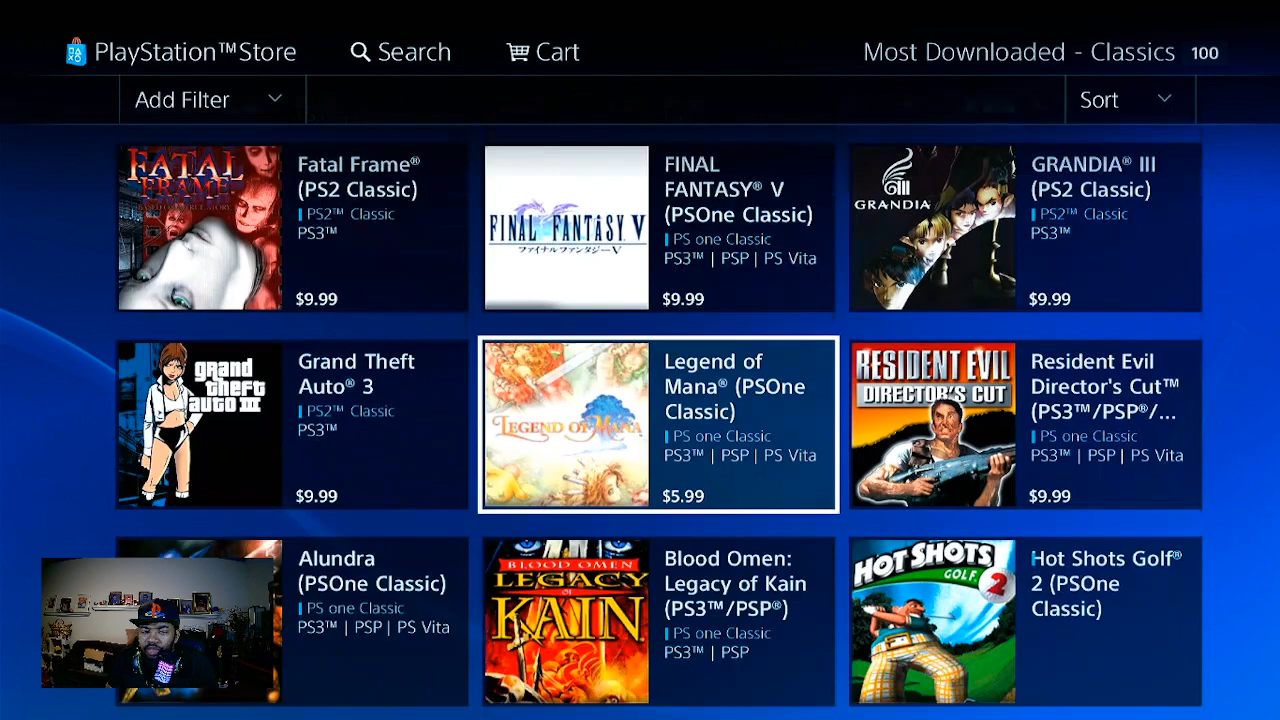 PlayStation™Store
Search
Cart
Most Downloaded - Classics 100
Add Filter
Sort
FATAL
FRAME
BASED ON A TRUE STORY
Fatal Frame®
(PS2 Classic)
PS2™ Classic
PS3™
$9.99
FINAL FANTASY V
ファイナルファンタジーV
FINAL
FANTASY® V
(PSOne Classic)
PS one Classic
PS3™ | PSP | PS Vita
$9.99
GRANDIA
GRANDIA® III
(PS2 Classic)
PS2™ Classic
PS3™
$9.99
grand
theft
auto III
Grand Theft
Auto® 3
PS2™ Classic
PS3™
$9.99
LEGEND OF MANA
Legend of
Mana® (PSOne
Classic)
PS one Classic
PS3™ | PSP | PS Vita
$5.99
RESIDENT EVIL
DIRECTOR'S CUT
Resident Evil
Director's Cut™
(PS3™/PSP®/...
PS one Classic
PS3™ | PSP | PS Vita
$9.99
Alundra
(PSOne Classic)
PS one Classic
PS3™ | PSP | PS Vita
BLOOD OMEN
LEGACY
OF
KAIN
Blood Omen:
Legacy of Kain
(PS3™/PSP®)
PS one Classic
PS3™ | PSP
HOT SHOTS
GOLF 2
Hot Shots Golf®
2 (PSOne
Classic)